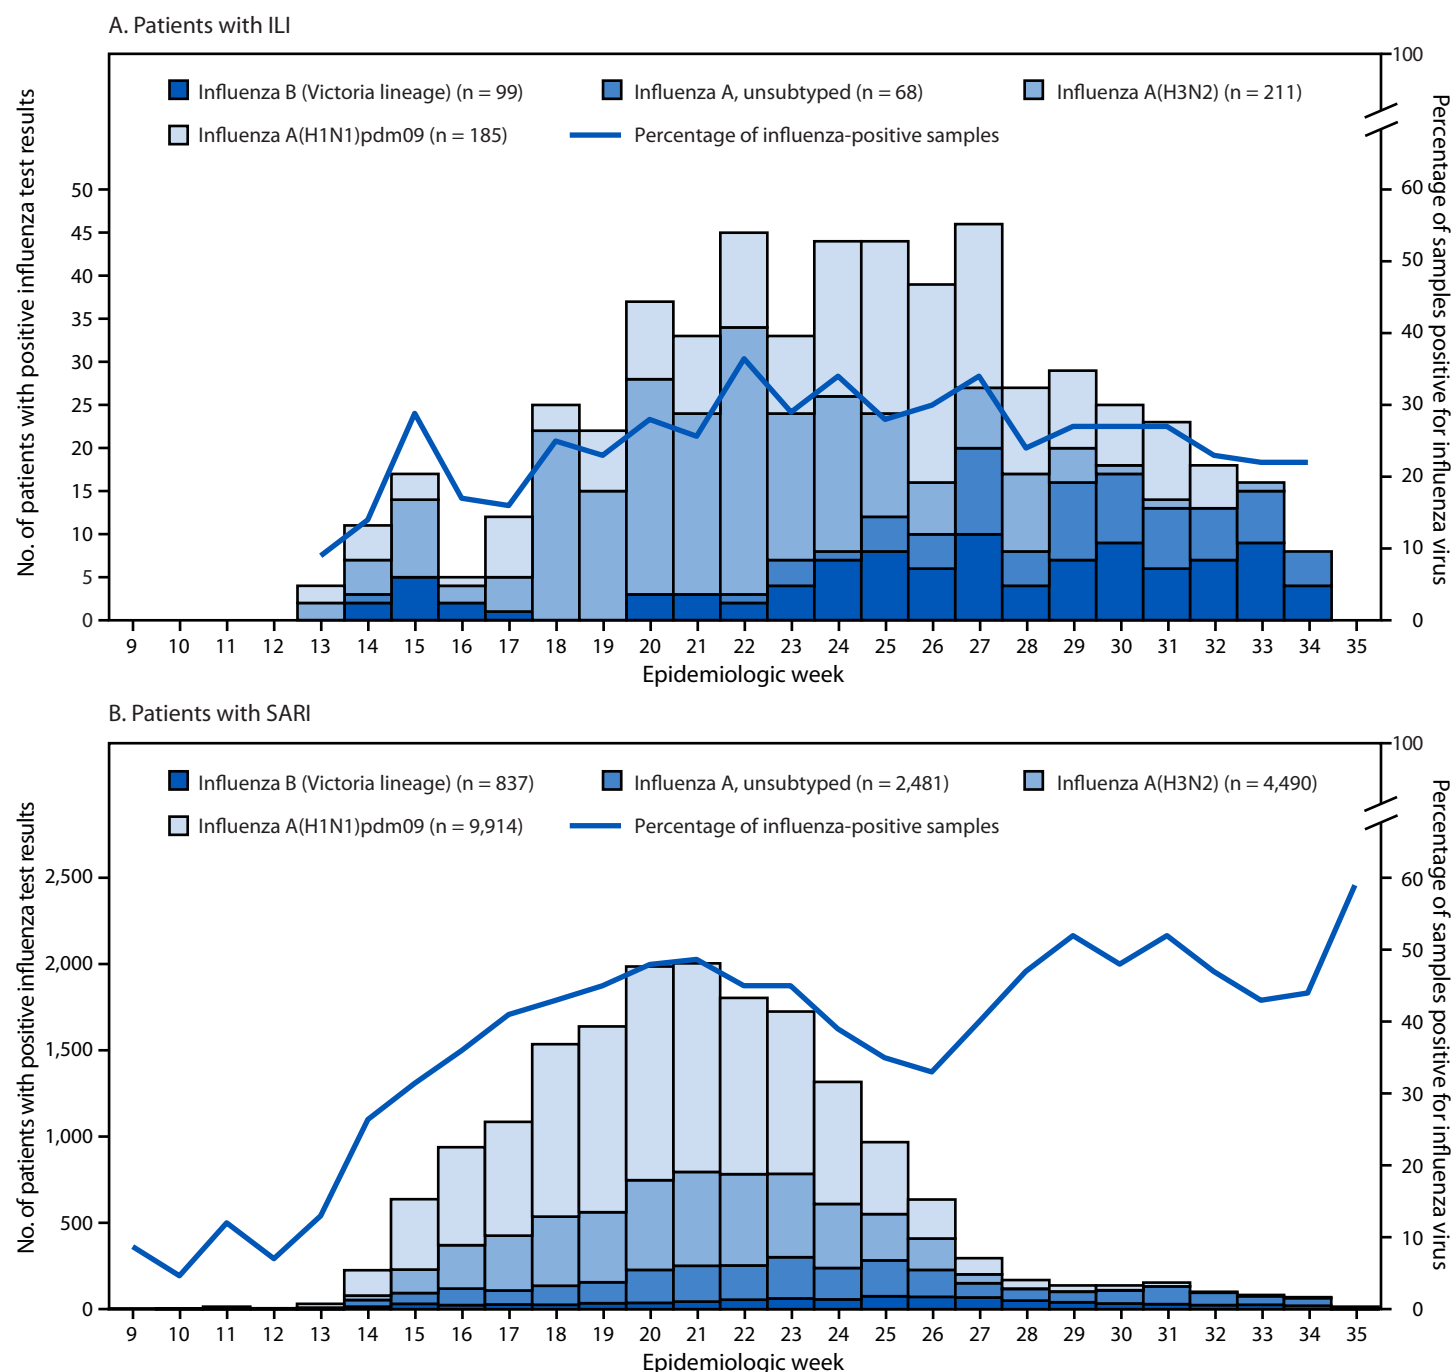 A. Patients with ILI
Influenza B (Victoria lineage) (n = 99)
Influenza A, unsubtyped (n = 68)
Influenza A(H3N2) (n = 211)
Influenza A(H1N1)pdm09 (n = 185)
Percentage of influenza-positive samples
No. of patients with positive influenza test results
50
45
40
35
30
25
20
15
10
5
0
100
60
50
40
30
20
10
0
Percentage of samples positive for influenza virus
9 10 11 12 13 14 15 16 17 18 19 20 21 22 23 24 25 26 27 28 29 30 31 32 33 34 35
Epidemiologic week
B. Patients with SARI
Influenza B (Victoria lineage) (n = 837)
Influenza A, unsubtyped (n = 2,481)
Influenza A(H3N2) (n = 4,490)
Influenza A(H1N1)pdm09 (n = 9,914)
Percentage of influenza-positive samples
No. of patients with positive influenza test results
2,500
2,000
1,500
1,000
500
0
100
60
50
40
30
20
10
0
Percentage of samples positive for influenza virus
9 10 11 12 13 14 15 16 17 18 19 20 21 22 23 24 25 26 27 28 29 30 31 32 33 34 35
Epidemiologic week